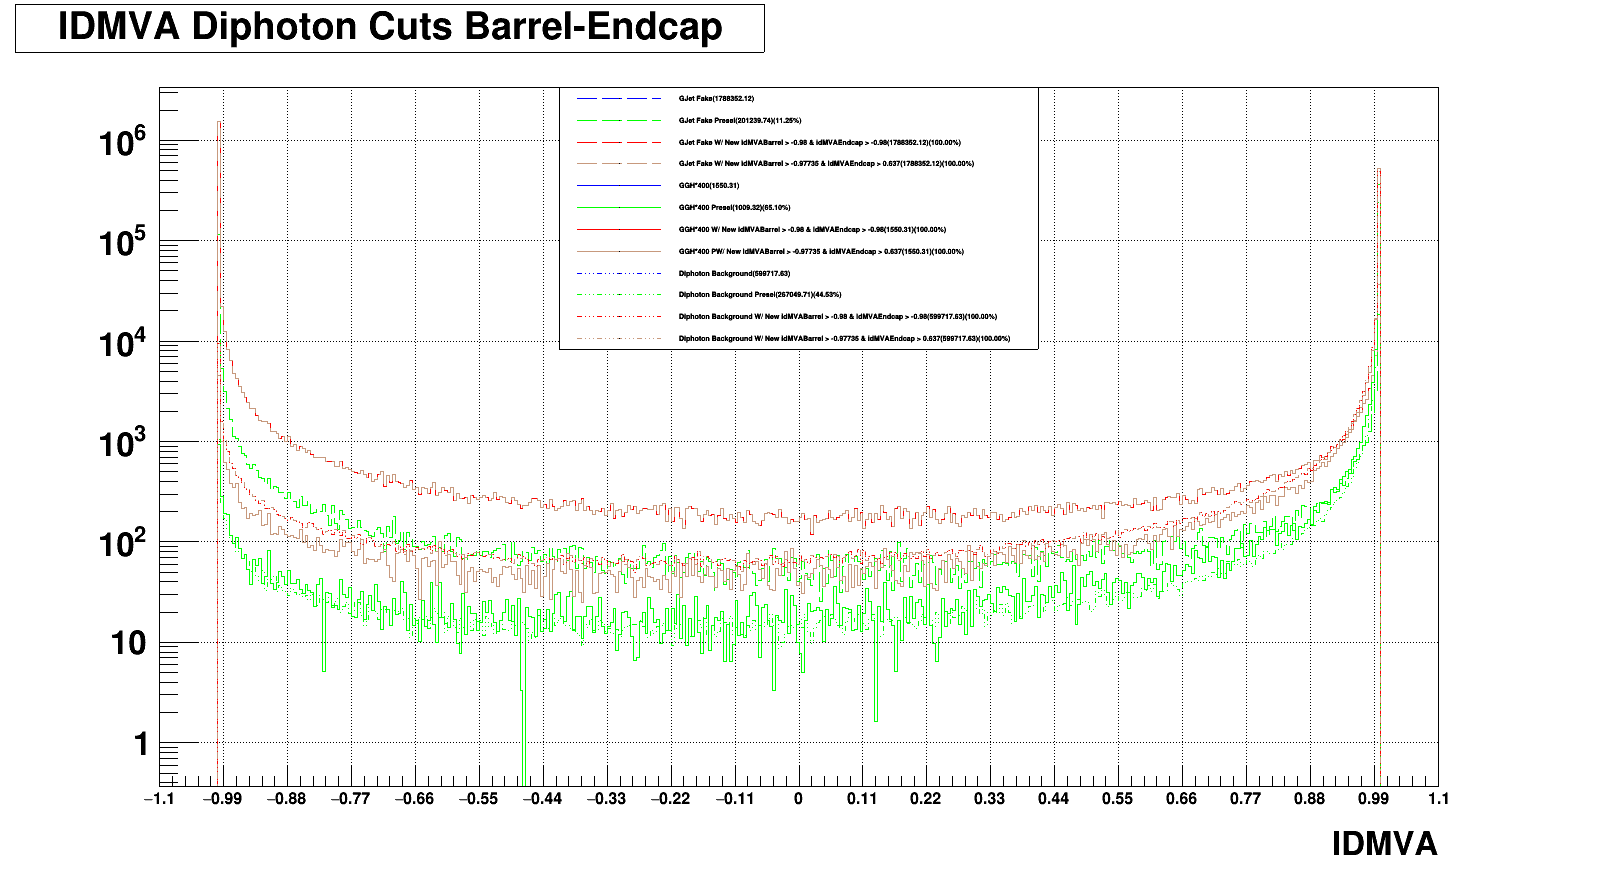 IDMVA Diphoton Cuts Barrel-Endcap
GJet Fake(1788352.12)
GJet Fake Presel(201239.74)(11.25%)
GJet Fake W/ New IdMVABarrel > -0.98 & IdMVAEndcap > -0.98(1788352.12)(100.00%)
GJet Fake W/ New IdMVABarrel > -0.97735 & IdMVAEndcap > 0.637(1788352.12)(100.00%)
GGH*400(1550.31)
GGH*400 Presel(1009.32)(65.10%)
GGH*400 W/ New IdMVABarrel > -0.98 & IdMVAEndcap > -0.98(1550.31)(100.00%)
GGH*400 PW/ New IdMVABarrel > -0.97735 & IdMVAEndcap > 0.637(1550.31)(100.00%)
Diphoton Background(599717.63)
Diphoton Background Presel(267049.71)(44.53%)
Diphoton Background W/ New IdMVABarrel > -0.98 & IdMVAEndcap > -0.98(599717.63)(100.00%)
Diphoton Background W/ New IdMVABarrel > -0.97735 & IdMVAEndcap > 0.637(599717.63)(100.00%)
10⁶
10⁵
10⁴
10³
10²
10
1
−1.1 −0.99 −0.88 −0.77 −0.66 −0.55 −0.44 −0.33 −0.22 −0.11 0 0.11 0.22 0.33 0.44 0.55 0.66 0.77 0.88 0.99 1.1
IDMVA